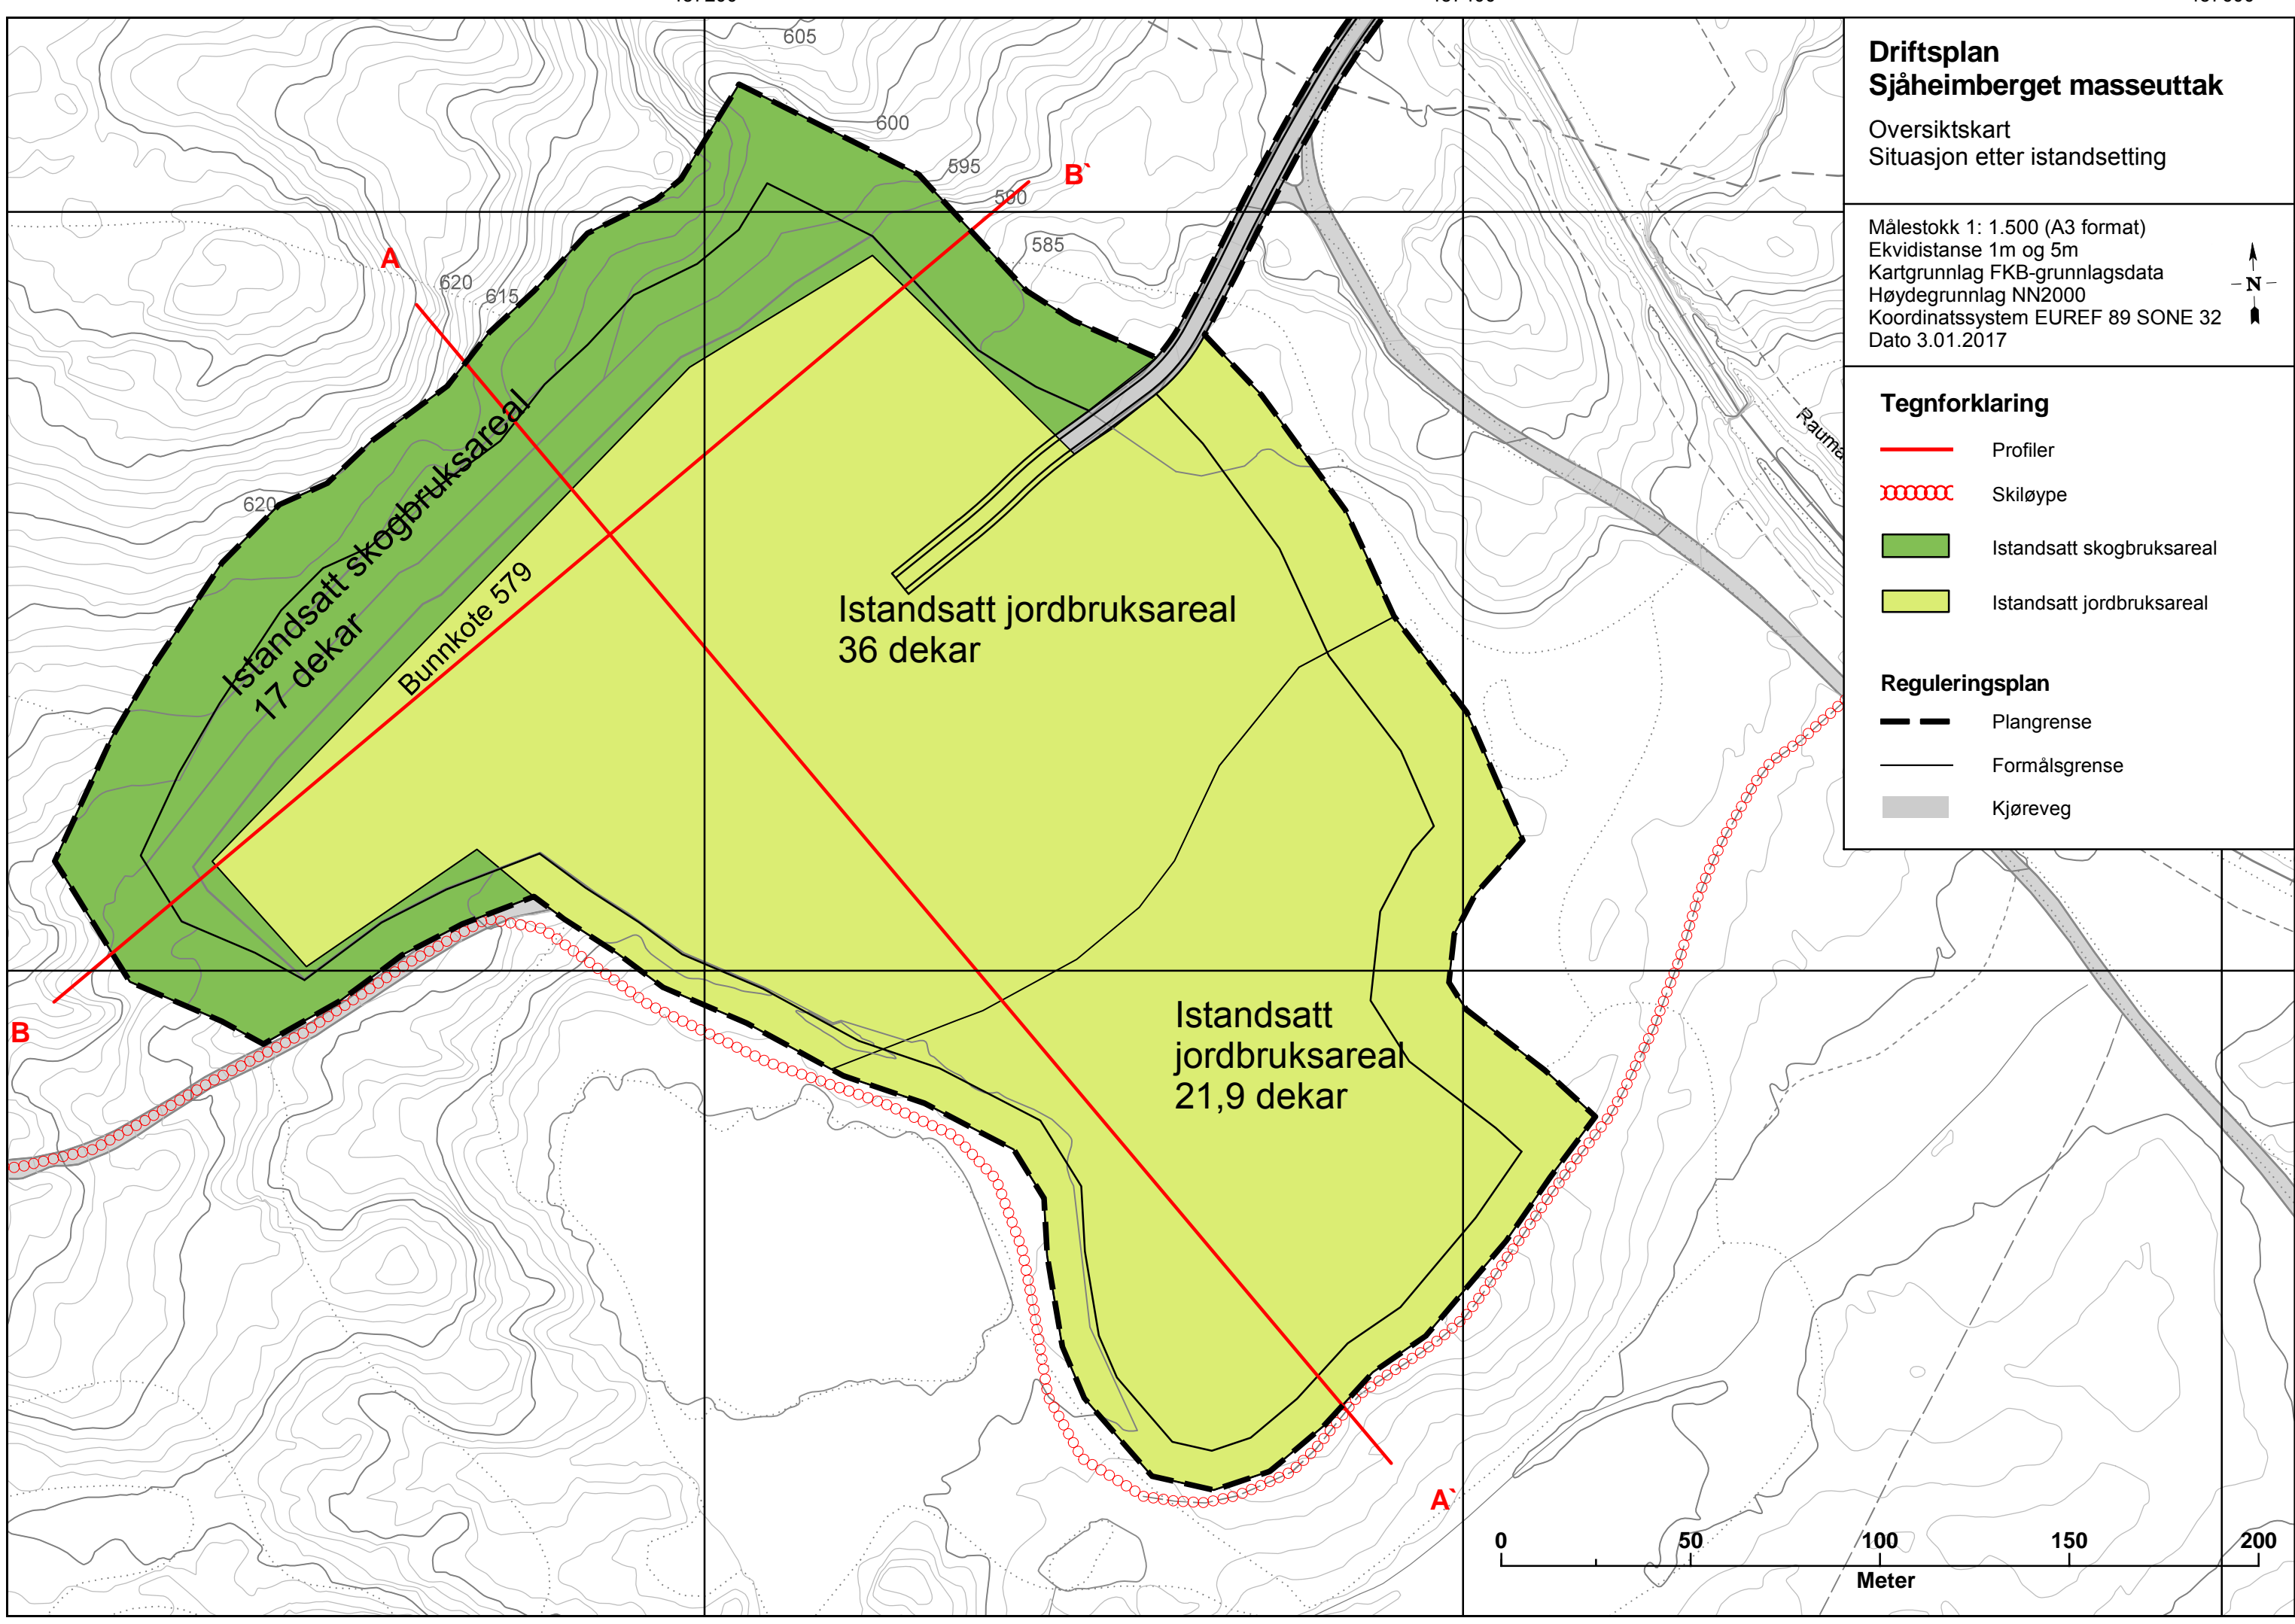 605
600
595
590
585
B`
A
620
615
620
Istandsatt skogbruksareal
17 dekar
Bunnkote 579
Istandsatt jordbruksareal
36 dekar
Istandsatt
jordbruksareal
21,9 dekar
B
A`
Driftsplan
Sjåheimberget masseuttak
Oversiktskart
Situasjon etter istandsetting
Målestokk 1: 1.500 (A3 format)
Ekvidistanse 1m og 5m
Kartgrunnlag FKB-grunnlagsdata
Høydegrunnlag NN2000
Koordinatssystem EUREF 89 SONE 32
Dato 3.01.2017
N
Tegnforklaring
Profiler
Skiløype
Istandsatt skogbruksareal
Istandsatt jordbruksareal
Reguleringsplan
Plangrense
Formålsgrense
Kjøreveg
0 50 100 150 200
Meter